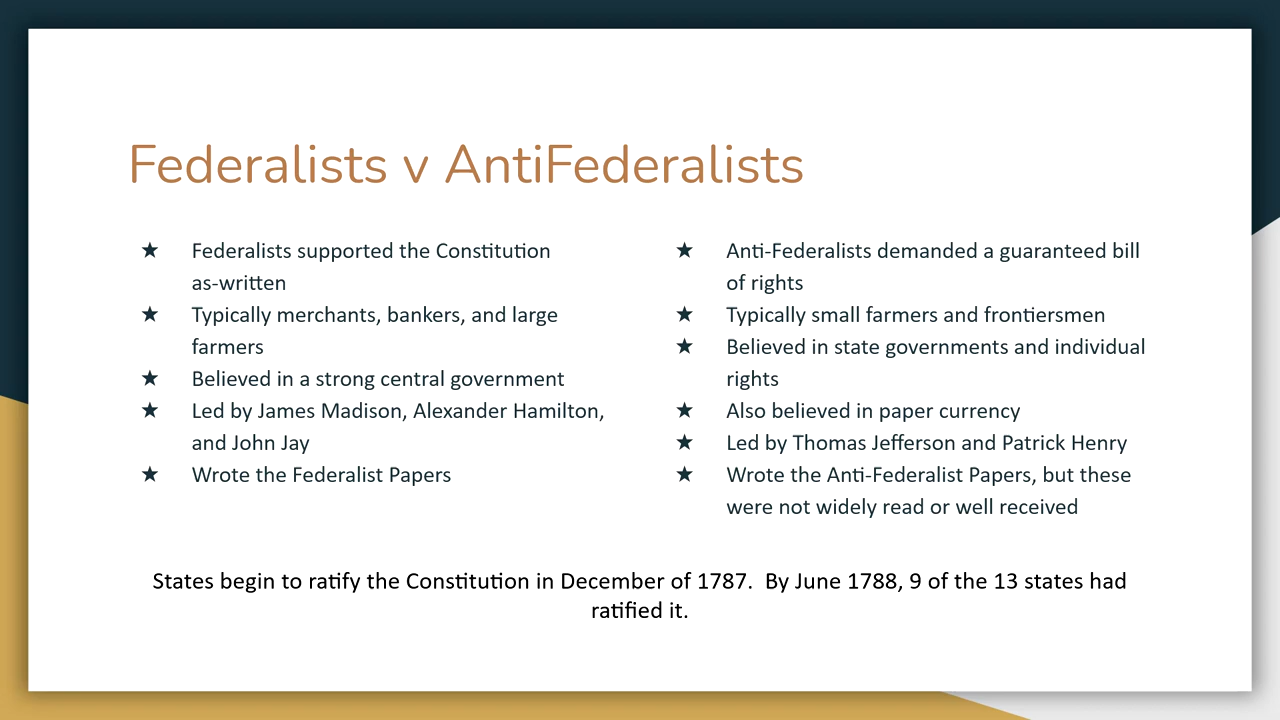 Federalists v AntiFederalists
★ Federalists supported the Constitution
as-written
★ Typically merchants, bankers, and large
farmers
★ Believed in a strong central government
★ Led by James Madison, Alexander Hamilton,
and John Jay
★ Wrote the Federalist Papers
★ Anti-Federalists demanded a guaranteed bill
of rights
★ Typically small farmers and frontiersmen
★ Believed in state governments and individual
rights
★ Also believed in paper currency
★ Led by Thomas Jefferson and Patrick Henry
★ Wrote the Anti-Federalist Papers, but these
were not widely read or well received
States begin to ratify the Constitution in December of 1787.  By June 1788, 9 of the 13 states had
ratified it.